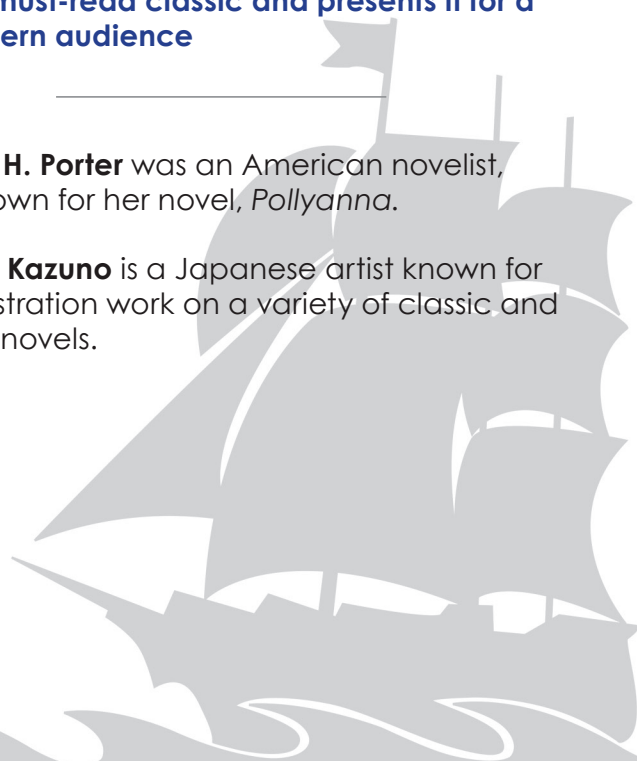 must-read classic and presents it for a
ern audience
H. Porter was an American novelist,
own for her novel, Pollyanna.
Kazuno is a Japanese artist known for
stration work on a variety of classic and
novels.